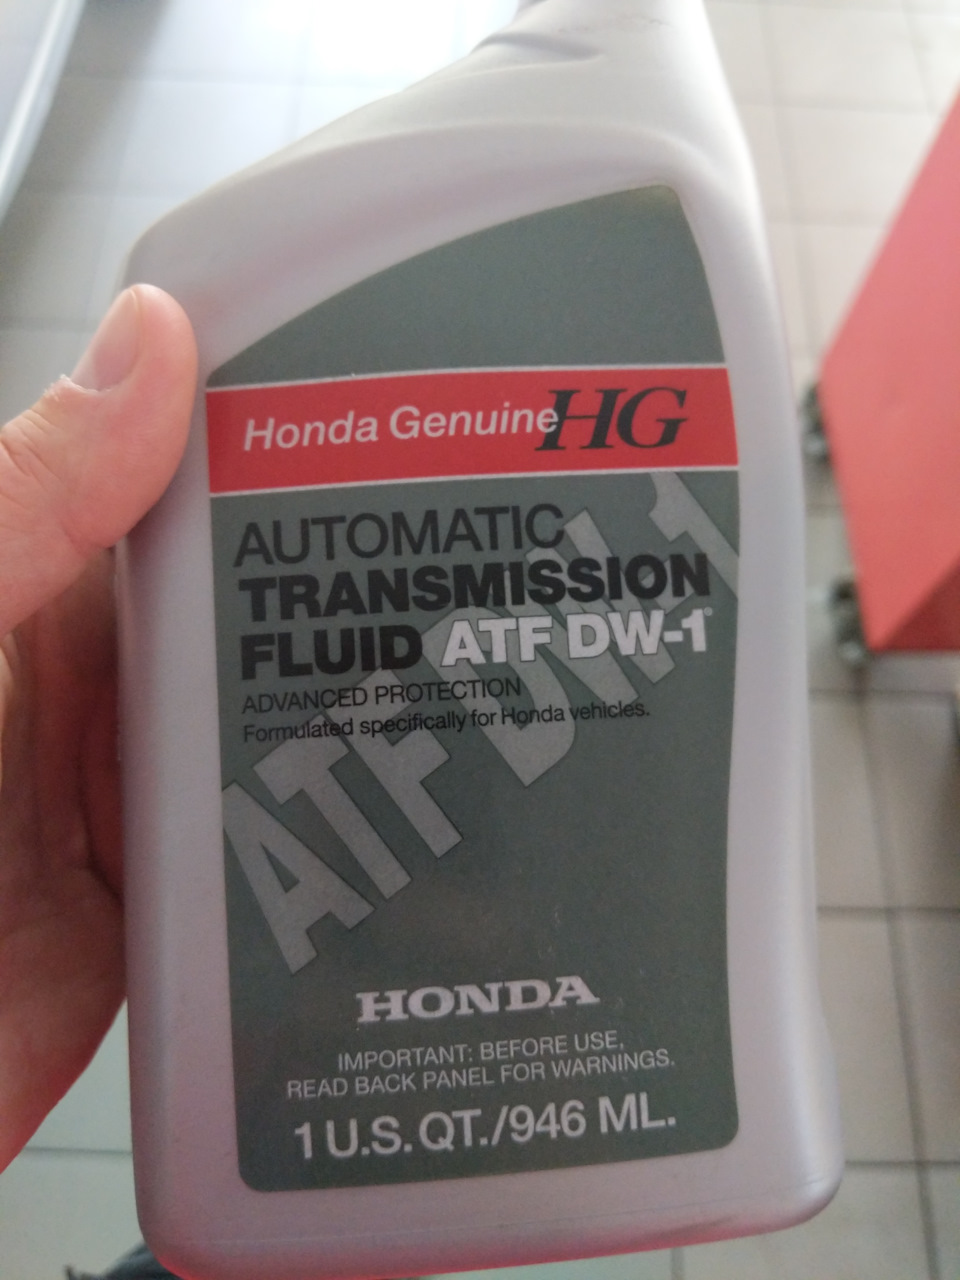 Honda Genuine HG
AUTOMATIC
TRANSMISSION
FLUID ATF DW-1®
ADVANCED PROTECTION
Formulated specifically for Honda vehicles.
ATF DW-1
HONDA
IMPORTANT: BEFORE USE,
READ BACK PANEL FOR WARNINGS.
1 U.S. QT./946 ML.